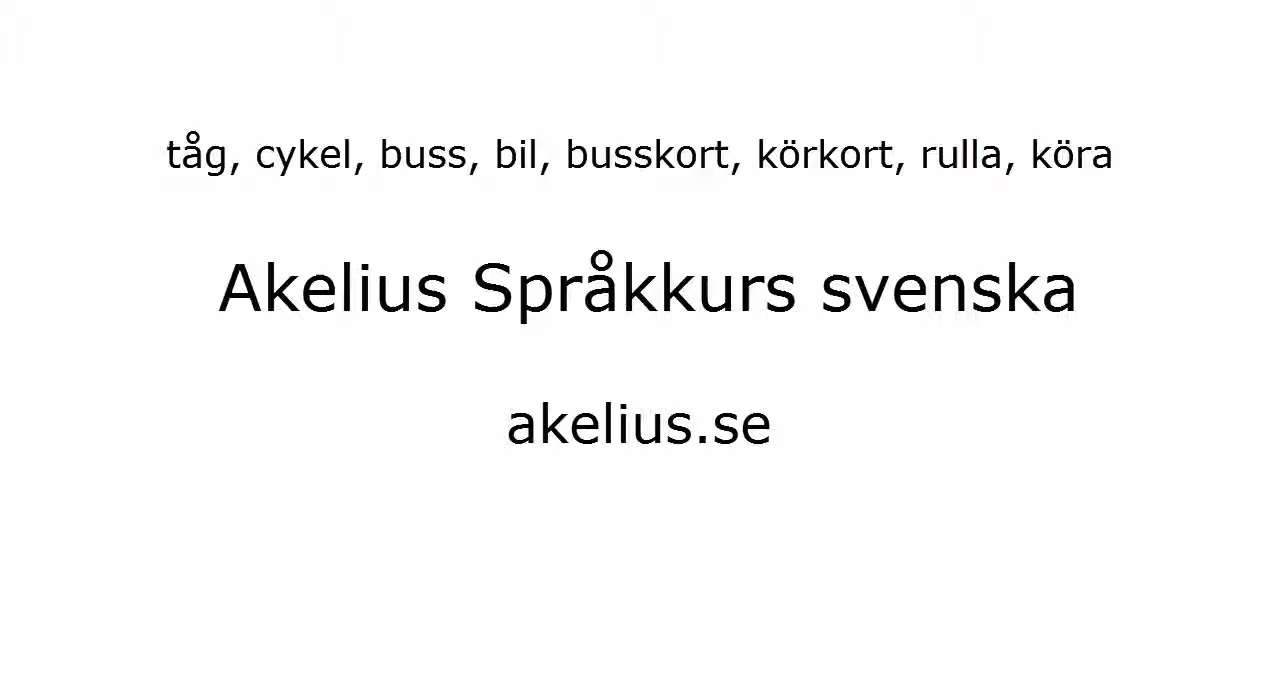 tåg, cykel, buss, bil, busskort, körkort, rulla, köra
Akelius Språkkurs svenska
akelius.se